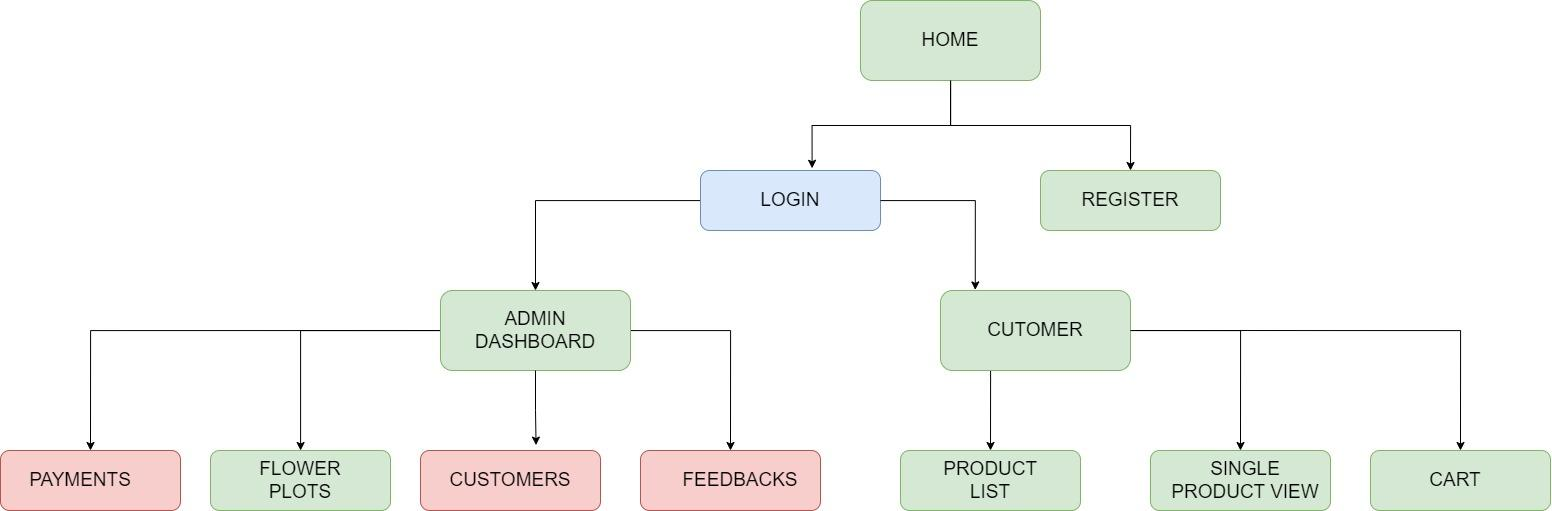 HOME
LOGIN
REGISTER
ADMIN
DASHBOARD
CUTOMER
PAYMENTS
FLOWER
PLOTS
CUSTOMERS
FEEDBACKS
PRODUCT
LIST
SINGLE
PRODUCT VIEW
CART